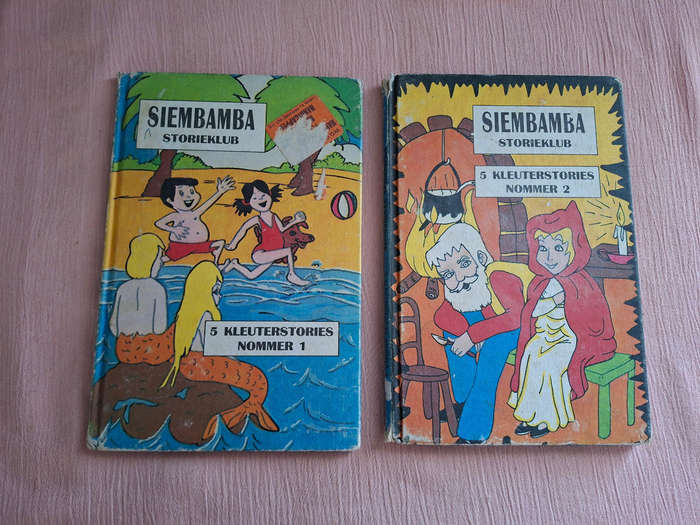 SIEMBAMBA
STORIEKLUB
5 KLEUTERSTORIES
NOMMER 1
SIEMBAMBA
STORIEKLUB
5 KLEUTERSTORIES
NOMMER 2